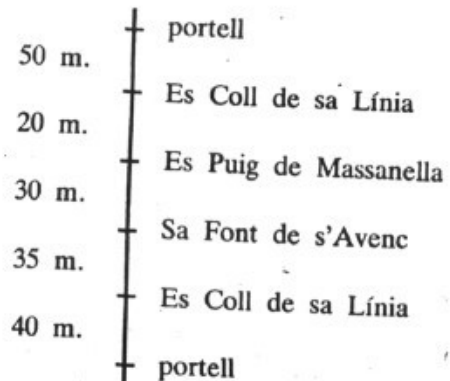 portell
50 m.
Es Coll de sa Línia
20 m.
Es Puig de Massanella
30 m.
Sa Font de s'Avenc
35 m.
Es Coll de sa Línia
40 m.
portell